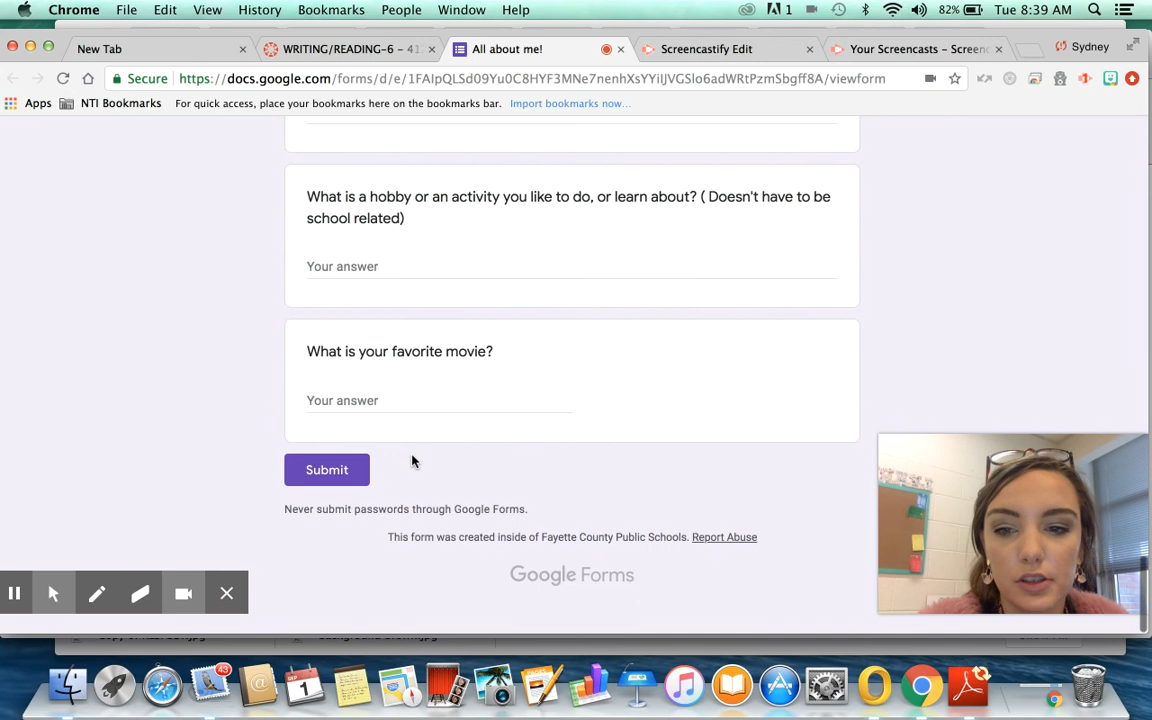 Chrome File Edit View History Bookmarks People Window Help 1 82% Tue 8:39 AM
New Tab WRITING/READING-6 – 41 All about me! Screencastify Edit Your Screencasts – Screen Sydney
Secure https://docs.google.com/forms/d/e/1FAIpQLSd09Yu0C8HYF3MNe7nenhXsYYiIJVGSlo6adWRtPzmSbgff8A/viewform
Apps NTI Bookmarks For quick access, place your bookmarks here on the bookmarks bar. Import bookmarks now...
What is a hobby or an activity you like to do, or learn about? ( Doesn't have to be
school related)
Your answer
What is your favorite movie?
Your answer
Submit
Never submit passwords through Google Forms.
This form was created inside of Fayette County Public Schools. Report Abuse
Google Forms
43
1